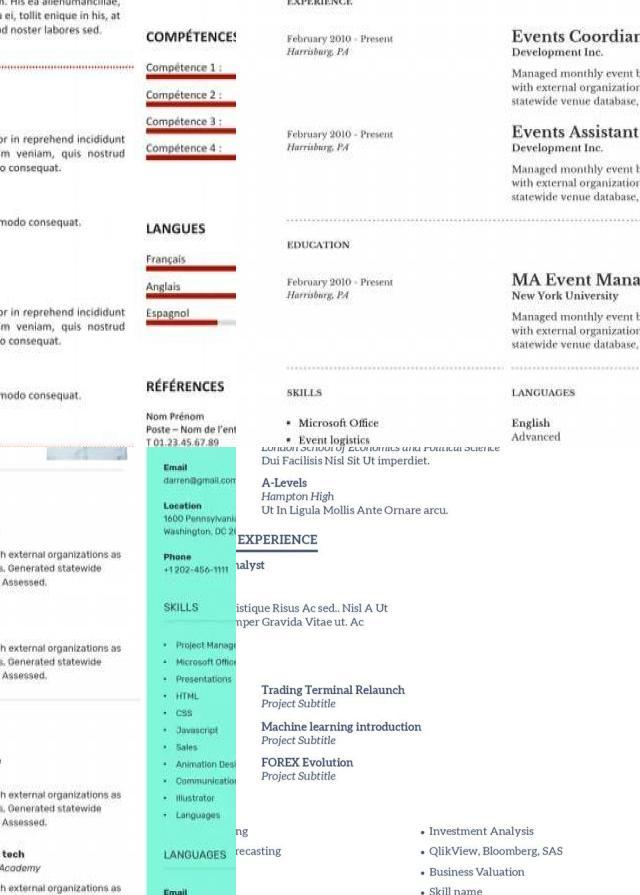 u ei, tollit enique in his, at
d noster labores sed.
or in reprehend incididunt
m veniam, quis nostrud
o consequat.
modo consequat.
or in reprehend incididunt
m veniam, quis nostrud
o consequat.
modo consequat.
COMPÉTENCES
Compétence 1 :
Compétence 2 :
Compétence 3 :
Compétence 4 :
LANGUES
Français
Anglais
Espagnol
RÉFÉRENCES
Nom Prénom
Poste – Nom de l'ent
T 01.23.45.67.89
EXPERIENCE
February 2010 - Present
Harrisburg, PA
Events Coordian
Development Inc.
Managed monthly event b
with external organization
statewide venue database,
February 2010 - Present
Harrisburg, PA
Events Assistant
Development Inc.
Managed monthly event b
with external organization
statewide venue database,
EDUCATION
February 2010 - Present
Harrisburg, PA
MA Event Mana
New York University
Managed monthly event b
with external organization
statewide venue database,
SKILLS
• Microsoft Office
• Event logistics
LANGUAGES
English
Advanced
h external organizations as
s. Generated statewide
Assessed.
h external organizations as
s. Generated statewide
Assessed.
h external organizations as
s. Generated statewide
Assessed.
tech
Academy
h external organizations as
Email
darren@gmail.com
Location
1600 Pennsylvani
Washington, DC 2
Phone
+1 202-456-1111
SKILLS
• Project Manag
• Microsoft Office
• Presentations
• HTML
• CSS
• Javascript
• Sales
• Animation Des
• Communicatio
• Illustrator
• Languages
LANGUAGES
Email
London School of Economics and Political Science
Dui Facilisis Nisl Sit Ut imperdiet.
A-Levels
Hampton High
Ut In Ligula Mollis Ante Ornare arcu.
EXPERIENCE
nalyst
istique Risus Ac sed.. Nisl A Ut
mper Gravida Vitae ut. Ac
Trading Terminal Relaunch
Project Subtitle
Machine learning introduction
Project Subtitle
FOREX Evolution
Project Subtitle
ng
recasting
• Investment Analysis
• QlikView, Bloomberg, SAS
• Business Valuation
• Skill name